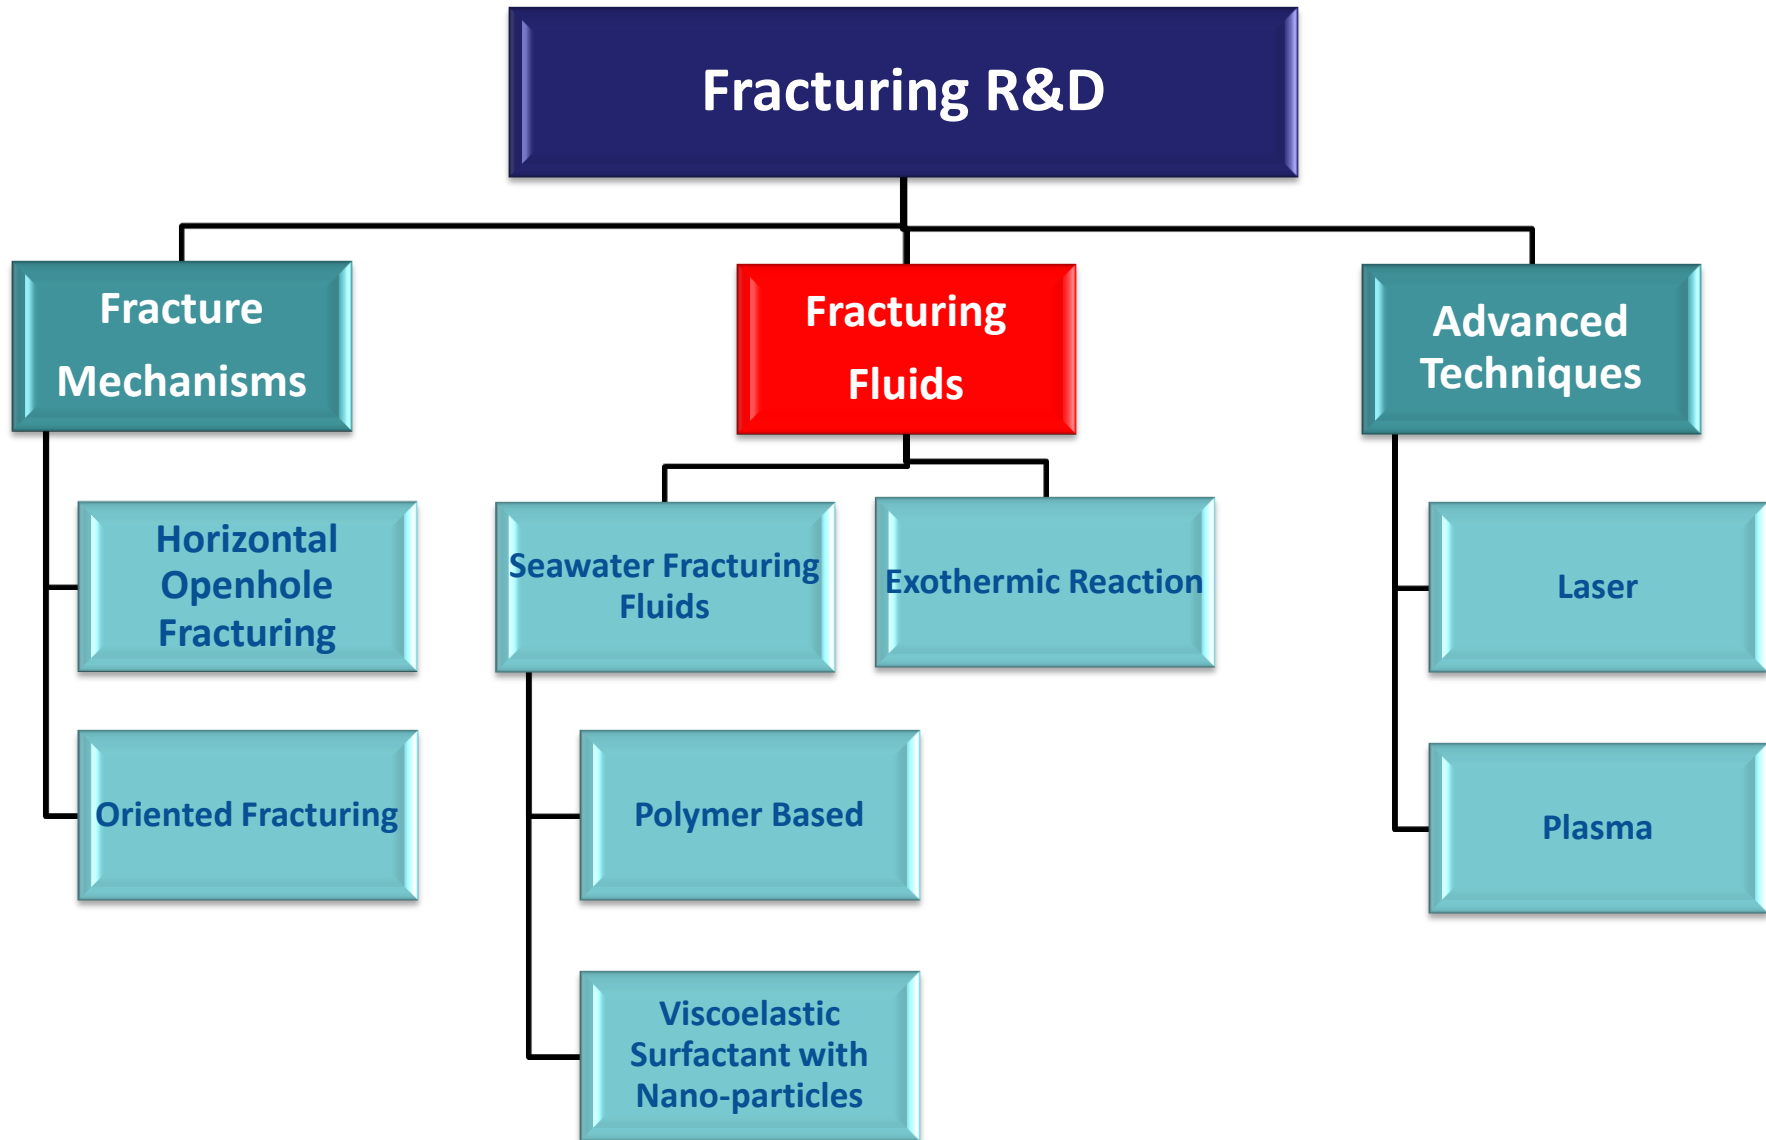 Fracturing R&D
Fracture
Mechanisms
Fracturing
Fluids
Advanced
Techniques
Horizontal
Openhole
Fracturing
Seawater Fracturing
Fluids
Exothermic Reaction
Laser
Oriented Fracturing
Polymer Based
Plasma
Viscoelastic
Surfactant with
Nano-particles